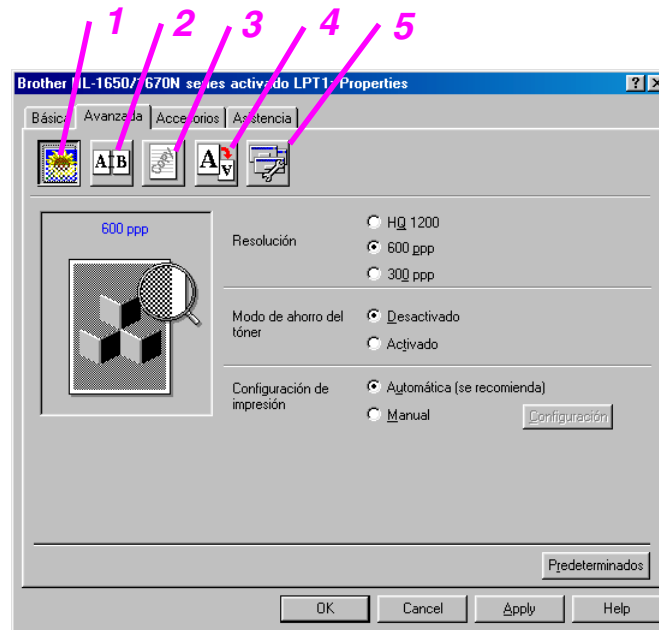 1 2 3 4 5
Brother HL-1650/1670N series activado LPT1: Properties
Básica Avanzada Accesorios Asistencia
A B COPY A A
600 ppp
Resolución
HQ 1200
600 ppp
300 ppp
Modo de ahorro del
tóner
Desactivado
Activado
Configuración de
impresión
Automática (se recomienda)
Manual
Configuración
Predeterminados
OK Cancel Apply Help